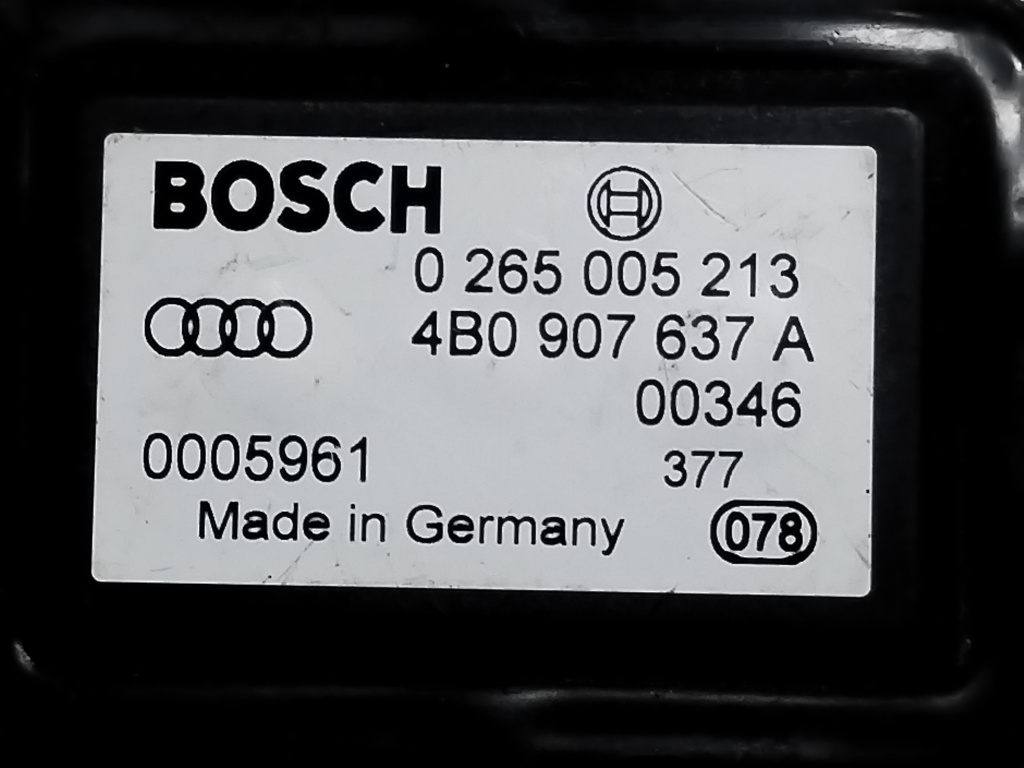 BOSCH
0 265 005 213
4B0 907 637 A
00346
0005961 377
Made in Germany 078